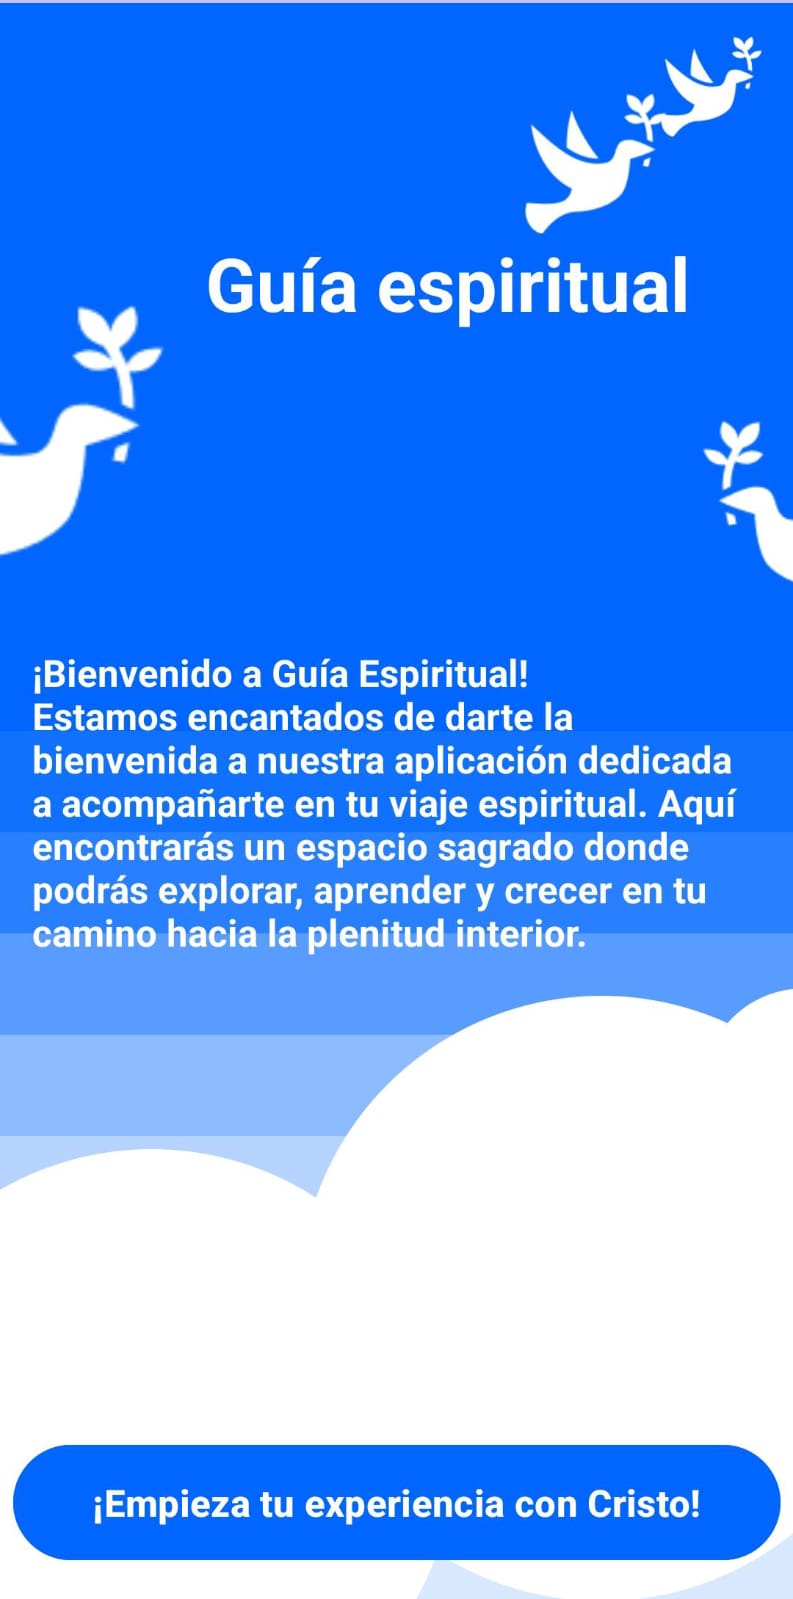 Guía espiritual
¡Bienvenido a Guía Espiritual!
Estamos encantados de darte la
bienvenida a nuestra aplicación dedicada
a acompañarte en tu viaje espiritual. Aquí
encontrarás un espacio sagrado donde
podrás explorar, aprender y crecer en tu
camino hacia la plenitud interior.
¡Empieza tu experiencia con Cristo!